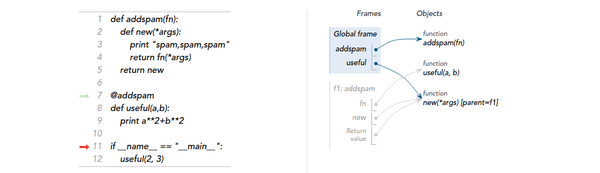 1 def addspam(fn):
2 def new(*args):
3 print "spam,spam,spam"
4 return fn(*args)
5 return new
6
7 @addspam
8 def useful(a,b):
9 print a**2+b**2
10
11 if __name__ == "__main__":
12 useful(2, 3)
Frames Objects
Global frame
addspam
useful
f1: addspam
fn
new
Return
value
function
addspam(fn)
function
useful(a, b)
function
new(*args) [parent=f1]